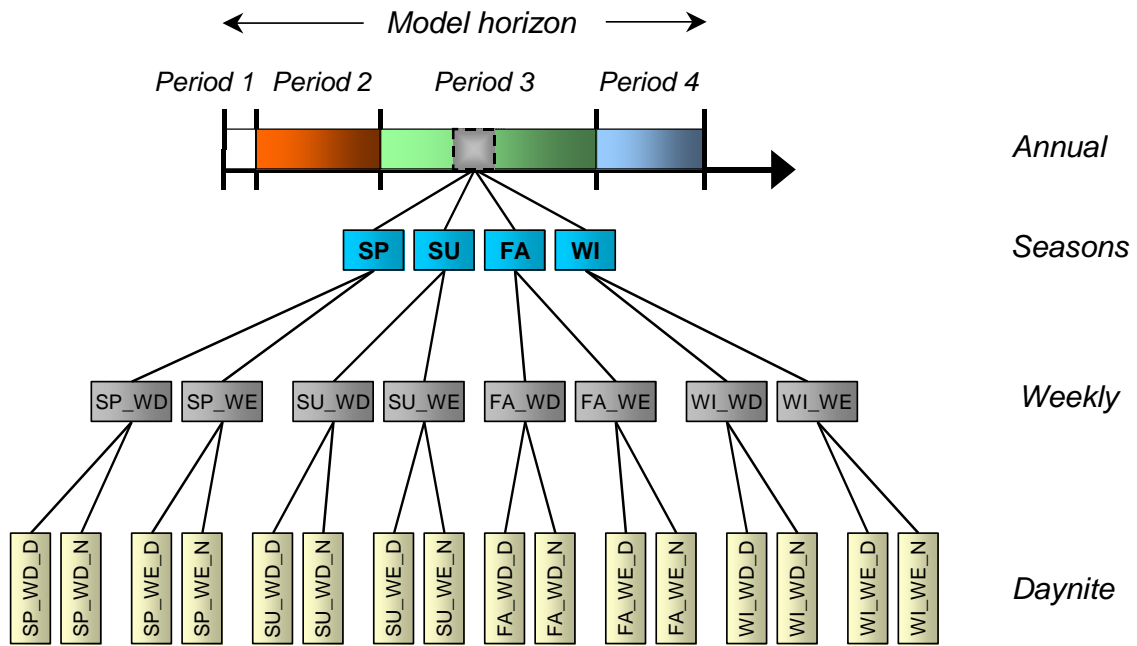 Model horizon
Period 1 Period 2 Period 3 Period 4
Annual
SP SU FA WI Seasons
SP_WD SP_WE SU_WD SU_WE FA_WD FA_WE WI_WD WI_WE Weekly
SP_WD_D SP_WD_N SP_WE_D SP_WE_N SU_WD_D SU_WD_N SU_WE_D SU_WE_N FA_WD_D FA_WD_N FA_WE_D FA_WE_N WI_WD_D WI_WD_N WI_WE_D WI_WE_N Daynite